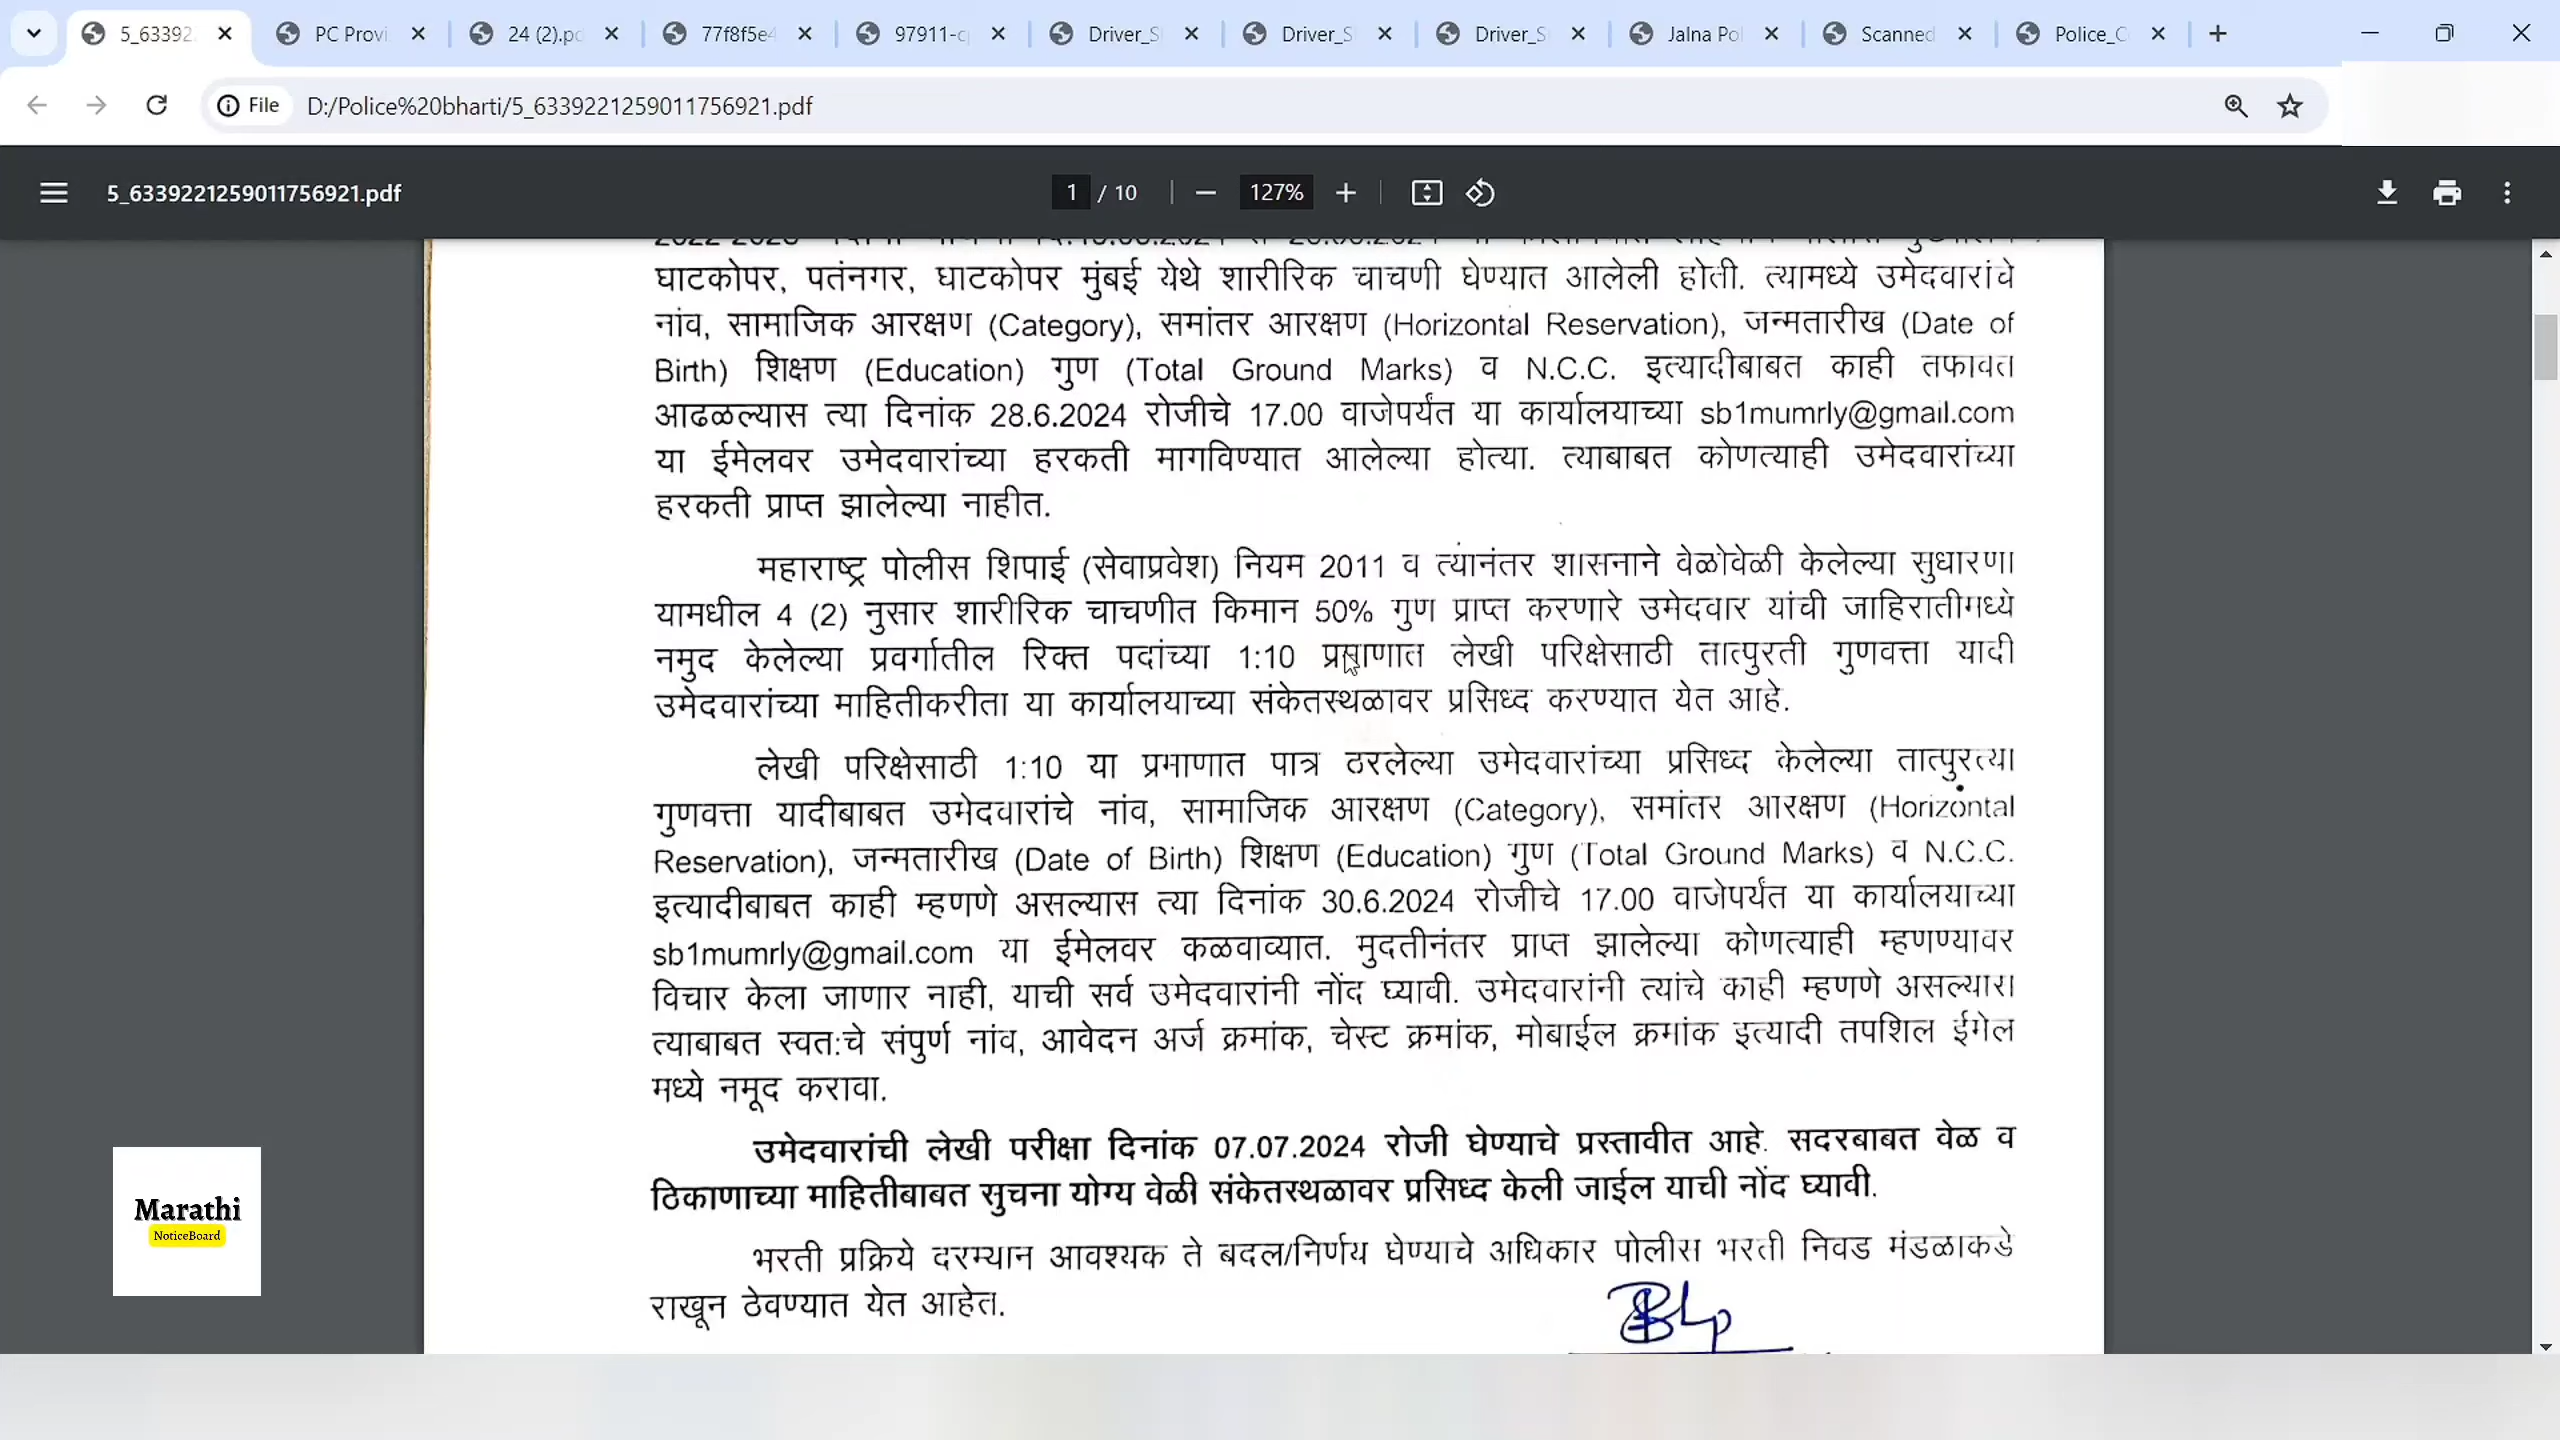 5_63392
PC Provi
24 (2).pd
77f8f5e4
97911-c
Driver_S
Driver_S
Driver_S
Jalna Pol
Scanned
Police_C
File D:/Police%20bharti/5_6339221259011756921.pdf
5_6339221259011756921.pdf 1 / 10 127%
घाटकोपर, पतंनगर, घाटकोपर मुंबई येथे शारीरिक चाचणी घेण्यात आलेली होती. त्यामध्ये उमेदवारांचे
नांव, सामाजिक आरक्षण (Category), समांतर आरक्षण (Horizontal Reservation), जन्मतारीख (Date of
Birth) शिक्षण (Education) गुण (Total Ground Marks) व N.C.C. इत्यादीबाबत काही तफावत
आढळल्यास त्या दिनांक 28.6.2024 रोजीचे 17.00 वाजेपर्यंत या कार्यालयाच्या sb1mumrly@gmail.com
या ईमेलवर उमेदवारांच्या हरकती मागविण्यात आलेल्या होत्या. त्याबाबत कोणत्याही उमेदवारांच्या
हरकती प्राप्त झालेल्या नाहीत.
महाराष्ट्र पोलीस शिपाई (सेवाप्रवेश) नियम 2011 व त्यांनंतर शासनाने वेळोवेळी केलेल्या सुधारणा
यामधील 4 (2) नुसार शारीरिक चाचणीत किमान 50% गुण प्राप्त करणारे उमेदवार यांची जाहिरातीमध्ये
नमुद केलेल्या प्रवर्गातील रिक्त पदांच्या 1:10 प्रमाणात लेखी परिक्षेसाठी तात्पुरती गुणवत्ता यादी
उमेदवारांच्या माहितीकरीता या कार्यालयाच्या संकेतस्थळावर प्रसिध्द करण्यात येत आहे.
लेखी परिक्षेसाठी 1:10 या प्रमाणात पात्र ठरलेल्या उमेदवारांच्या प्रसिध्द केलेल्या तात्पुरत्या
गुणवत्ता यादीबाबत उमेदवारांचे नांव, सामाजिक आरक्षण (Category), समांतर आरक्षण (Horizontal
Reservation), जन्मतारीख (Date of Birth) शिक्षण (Education) गुण (Total Ground Marks) व N.C.C.
इत्यादीबाबत काही म्हणणे असल्यास त्या दिनांक 30.6.2024 रोजीचे 17.00 वाजेपर्यंत या कार्यालयाच्या
sb1mumrly@gmail.com या ईमेलवर कळवाव्यात. मुदतीनंतर प्राप्त झालेल्या कोणत्याही म्हणण्यावर
विचार केला जाणार नाही, याची सर्व उमेदवारांनी नोंद घ्यावी. उमेदवारांनी त्यांचे काही म्हणणे असल्यास
त्याबाबत स्वत:चे संपुर्ण नांव, आवेदन अर्ज क्रमांक, चेस्ट क्रमांक, मोबाईल क्रमांक इत्यादी तपशिल ईमेल
मध्ये नमूद करावा.
उमेदवारांची लेखी परीक्षा दिनांक 07.07.2024 रोजी घेण्याचे प्रस्तावीत आहे. सदरबाबत वेळ व
ठिकाणाच्या माहितीबाबत सुचना योग्य वेळी संकेतस्थळावर प्रसिध्द केली जाईल याची नोंद घ्यावी.
भरती प्रक्रिये दरम्यान आवश्यक ते बदल/निर्णय घेण्याचे अधिकार पोलीस भरती निवड मंडळाकडे
राखून ठेवण्यात येत आहेत.
Marathi
NoticeBoard